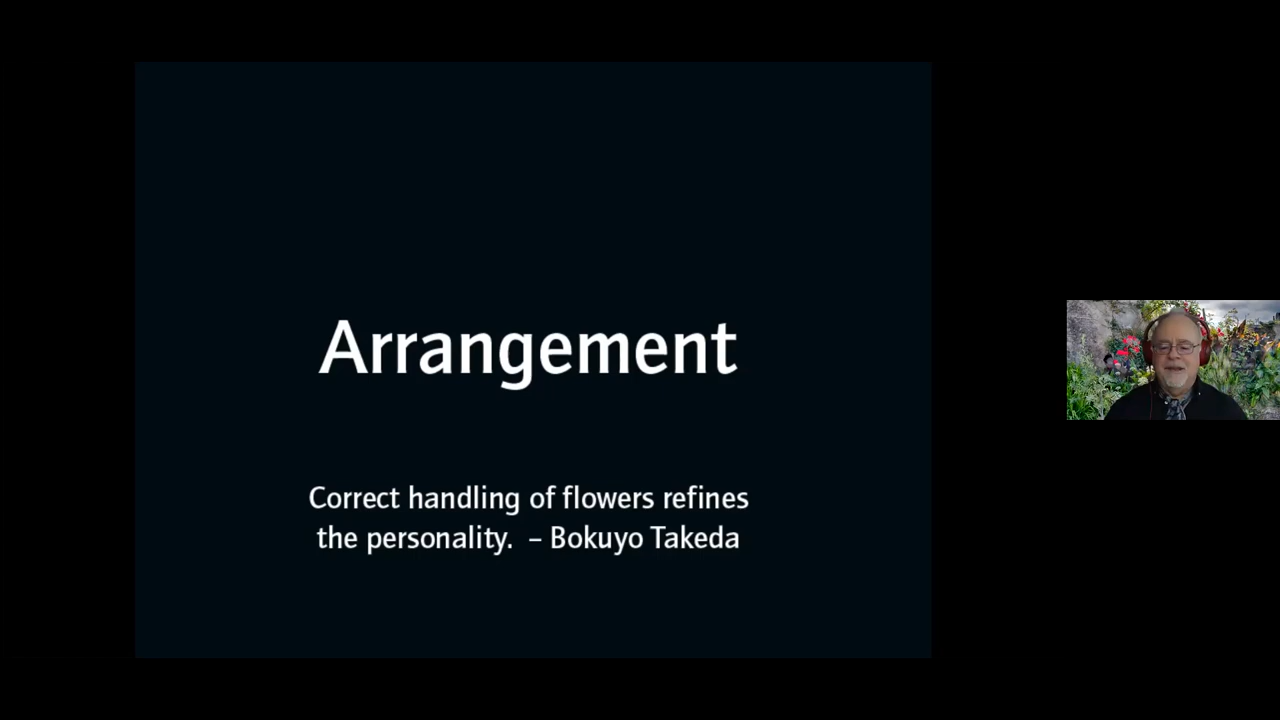 Arrangement
Correct handling of flowers refines
the personality.  – Bokuyo Takeda